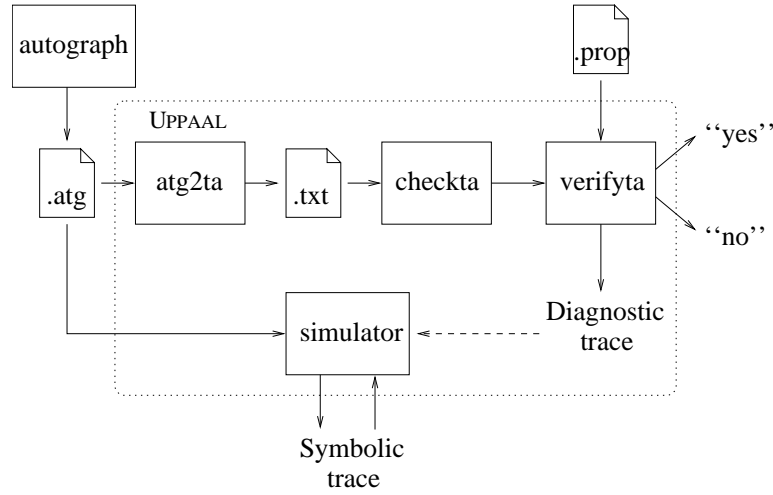 autograph
.prop
UPPAAL
“yes”
.atg
atg2ta
.txt
checkta
verifyta
“no”
simulator
Diagnostic
trace
Symbolic
trace